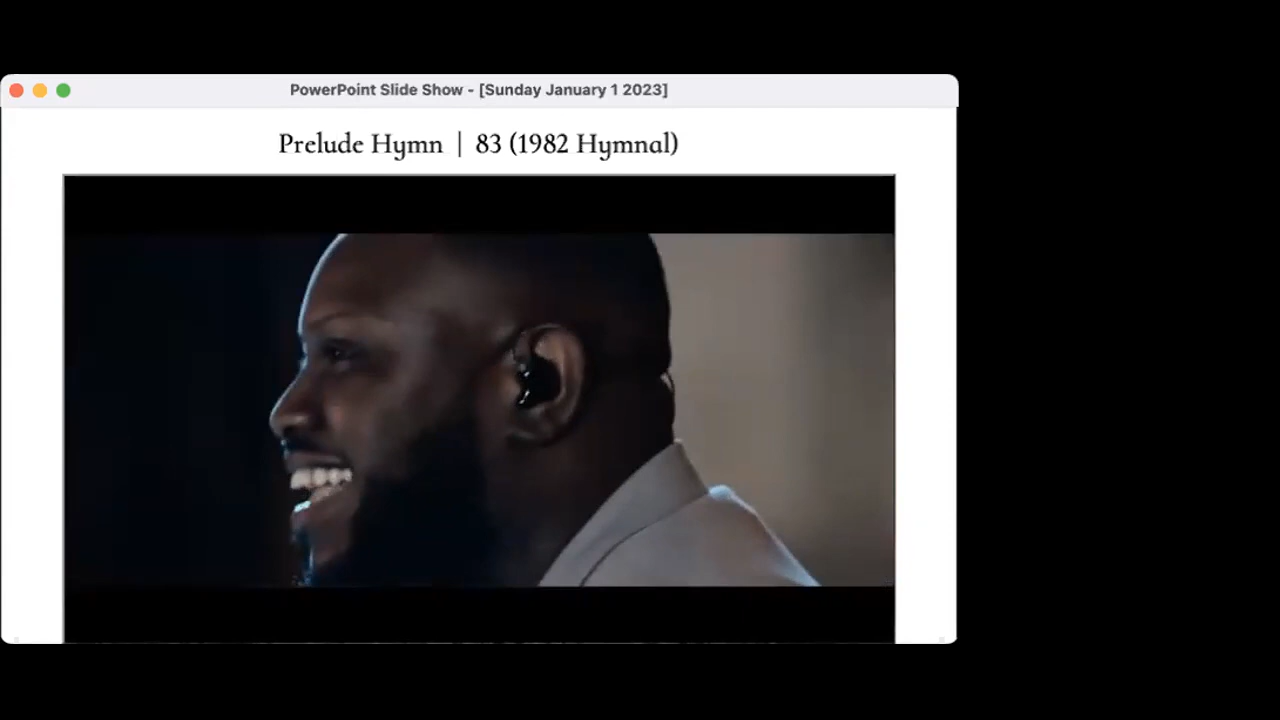 PowerPoint Slide Show - [Sunday January 1 2023]
Prelude Hymn | 83 (1982 Hymnal)